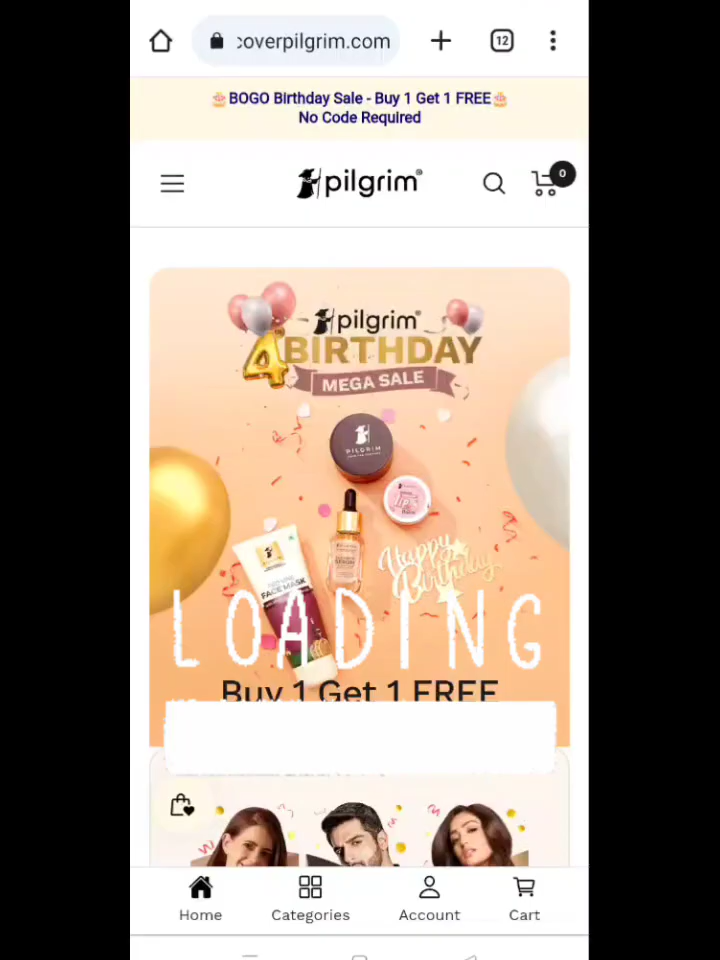 coverpilgrim.com
12
BOGO Birthday Sale - Buy 1 Get 1 FREE
No Code Required
pilgrim®
0
pilgrim®
4 BIRTHDAY
MEGA SALE
PILGRIM
Happy
Birthday
FACE MASK
LOADING
Buy 1 Get 1 FREE
Home
Categories
Account
Cart